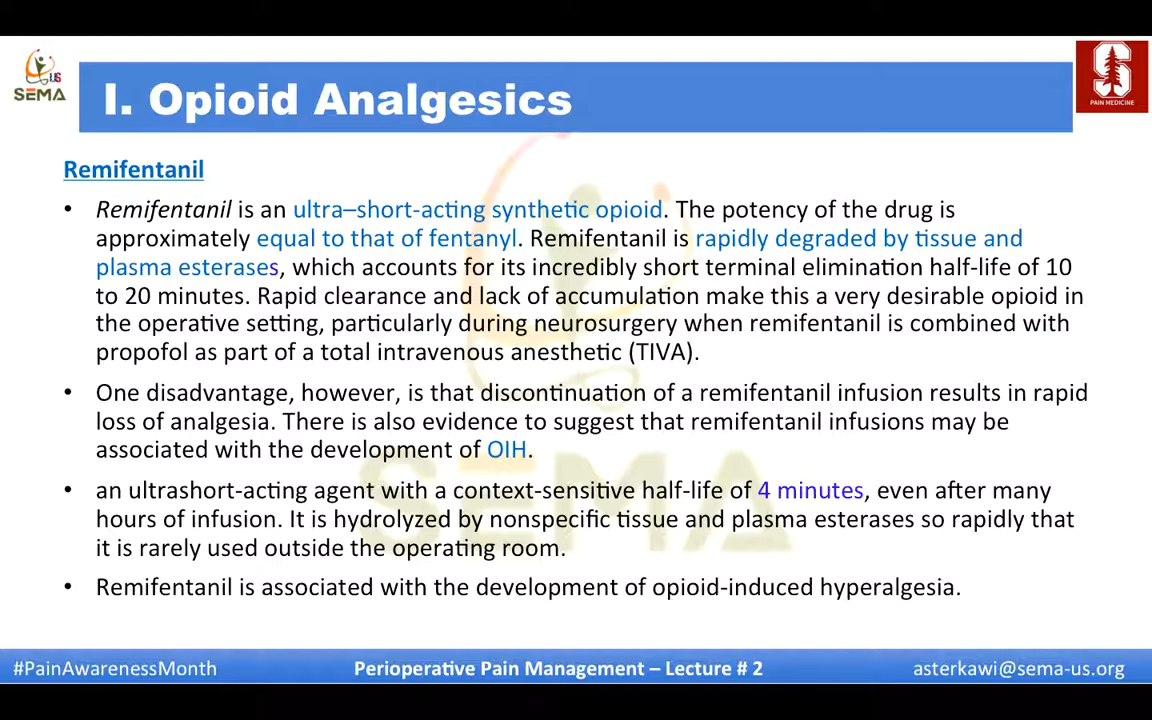 US
SEMA
I. Opioid Analgesics
S
PAIN MEDICINE
Remifentanil
• Remifentanil is an ultra–short-acting synthetic opioid. The potency of the drug is
approximately equal to that of fentanyl. Remifentanil is rapidly degraded by tissue and
plasma esterases, which accounts for its incredibly short terminal elimination half-life of 10
to 20 minutes. Rapid clearance and lack of accumulation make this a very desirable opioid in
the operative setting, particularly during neurosurgery when remifentanil is combined with
propofol as part of a total intravenous anesthetic (TIVA).
• One disadvantage, however, is that discontinuation of a remifentanil infusion results in rapid
loss of analgesia. There is also evidence to suggest that remifentanil infusions may be
associated with the development of OIH.
• an ultrashort-acting agent with a context-sensitive half-life of 4 minutes, even after many
hours of infusion. It is hydrolyzed by nonspecific tissue and plasma esterases so rapidly that
it is rarely used outside the operating room.
• Remifentanil is associated with the development of opioid-induced hyperalgesia.
SEMA
#PainAwarenessMonth
Perioperative Pain Management – Lecture # 2
asterkawi@sema-us.org